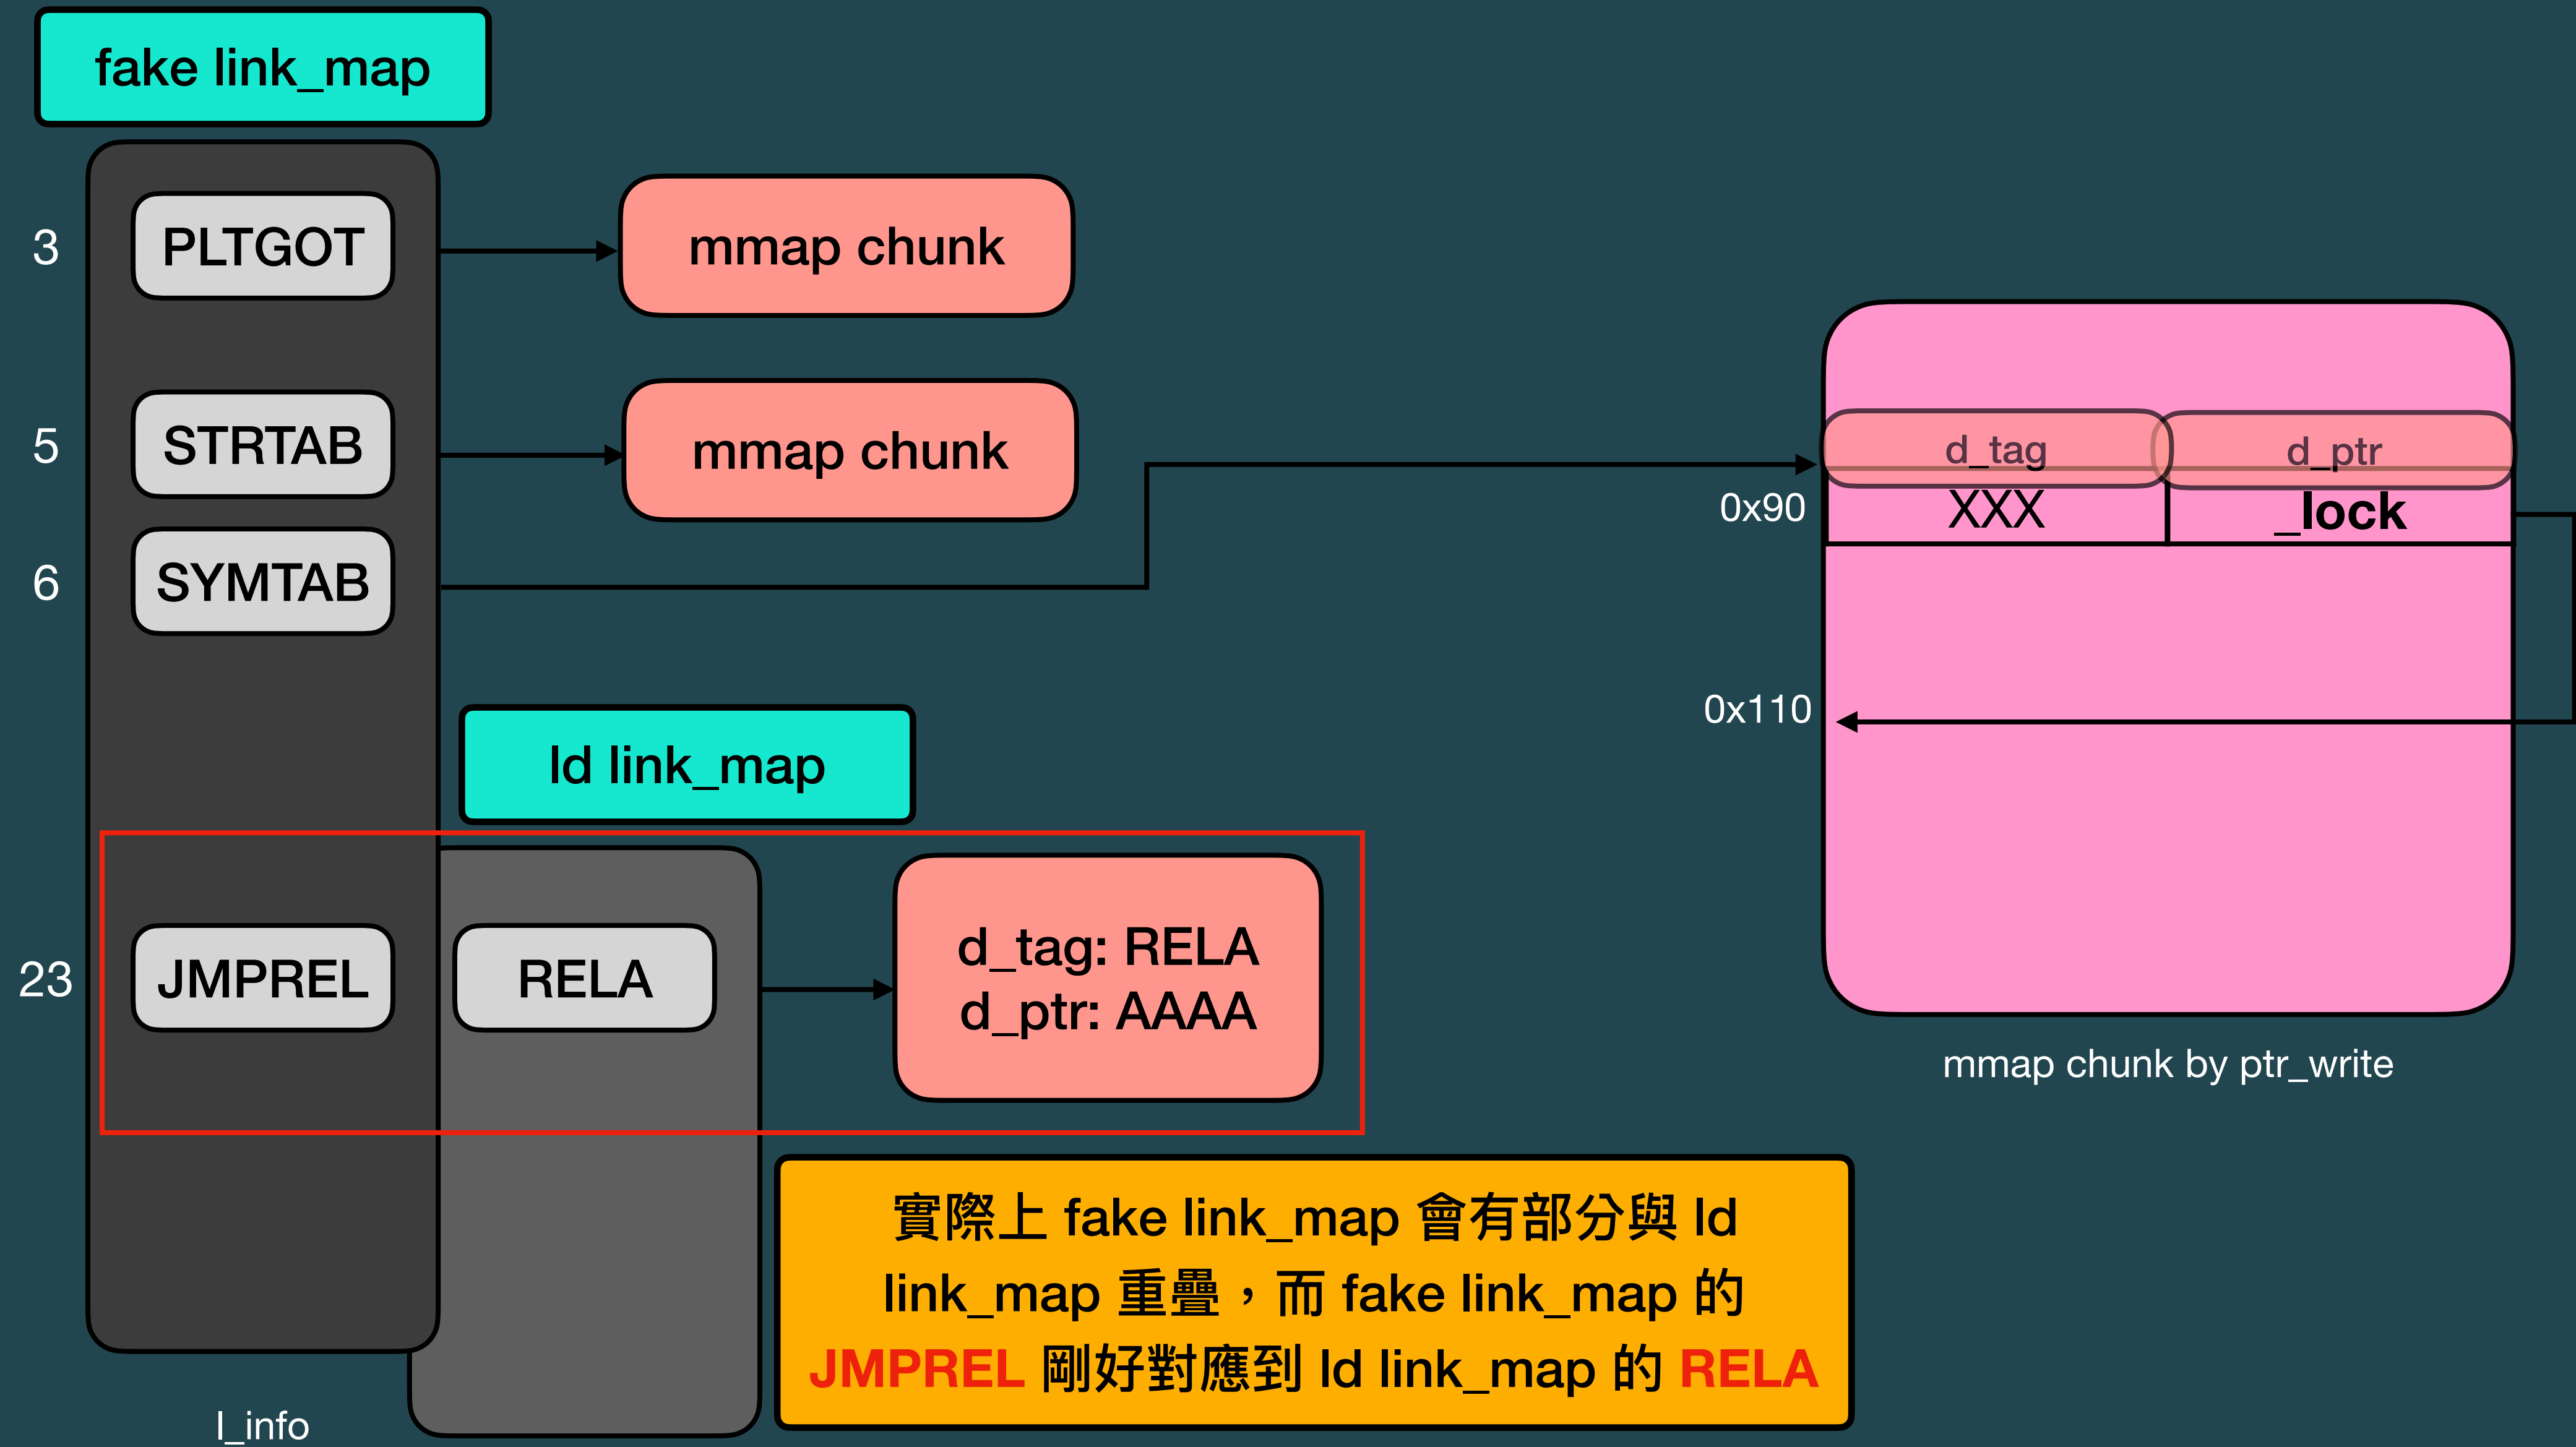 fake link_map
3
PLTGOT
mmap chunk
5
STRTAB
mmap chunk
6
SYMTAB
d_tag
d_ptr
0x90
XXX
_lock
0x110
mmap chunk by ptr_write
ld link_map
23
JMPREL
RELA
d_tag: RELA
d_ptr: AAAA
實際上 fake link_map 會有部分與 ld
link_map 重疊，而 fake link_map 的
JMPREL 剛好對應到 ld link_map 的 RELA
l_info